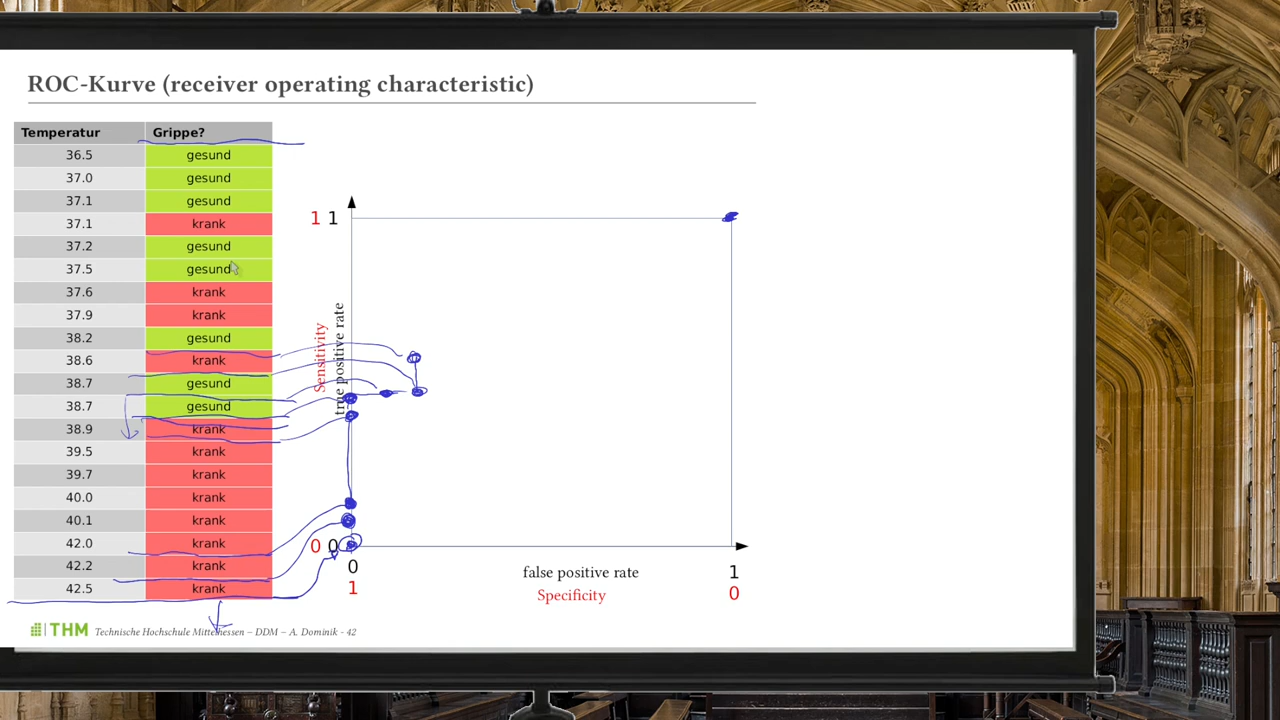 ROC-Kurve (receiver operating characteristic)
Temperatur Grippe?
36.5 gesund
37.0 gesund
37.1 gesund
37.1 krank
37.2 gesund
37.5 gesund
37.6 krank
37.9 krank
38.2 gesund
38.6 krank
38.7 gesund
38.7 gesund
38.9 krank
39.5 krank
39.7 krank
40.0 krank
40.1 krank
42.0 krank
42.2 krank
42.5 krank
1 1
Sensitivity
true positive rate
0 0
0 1
false positive rate
1 0
Specificity
THM Technische Hochschule Mittelhessen – DDM – A. Dominik - 42